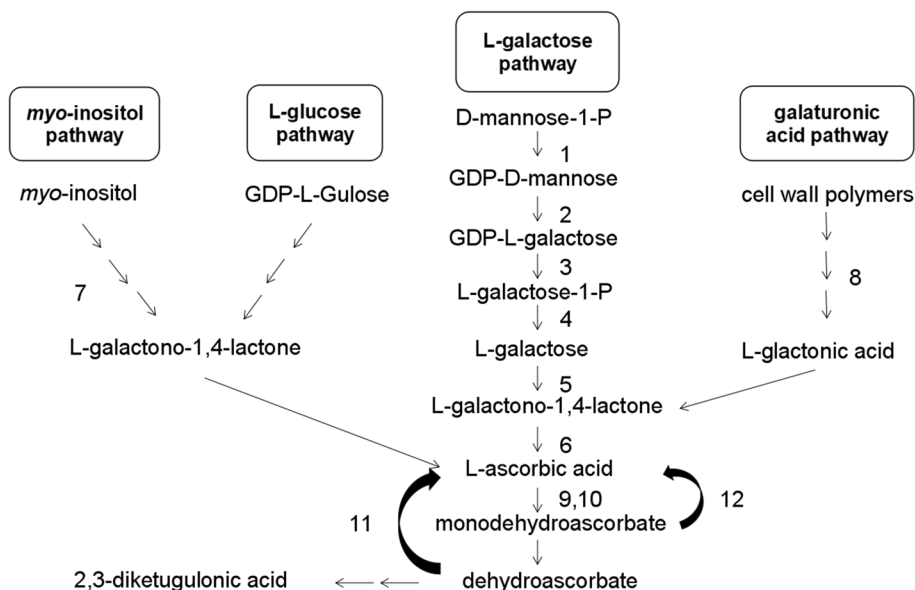 L-galactose
pathway
myo-inositol
pathway
L-glucose
pathway
galaturonic
acid pathway
D-mannose-1-P
1
GDP-D-mannose
myo-inositol
GDP-L-Gulose
cell wall polymers
2
GDP-L-galactose
3
7
8
L-galactose-1-P
4
L-galactono-1,4-lactone
L-galactose
L-glactonic acid
5
L-galactono-1,4-lactone
6
L-ascorbic acid
9,10
12
11
monodehydroascorbate
2,3-diketugulonic acid
dehydroascorbate